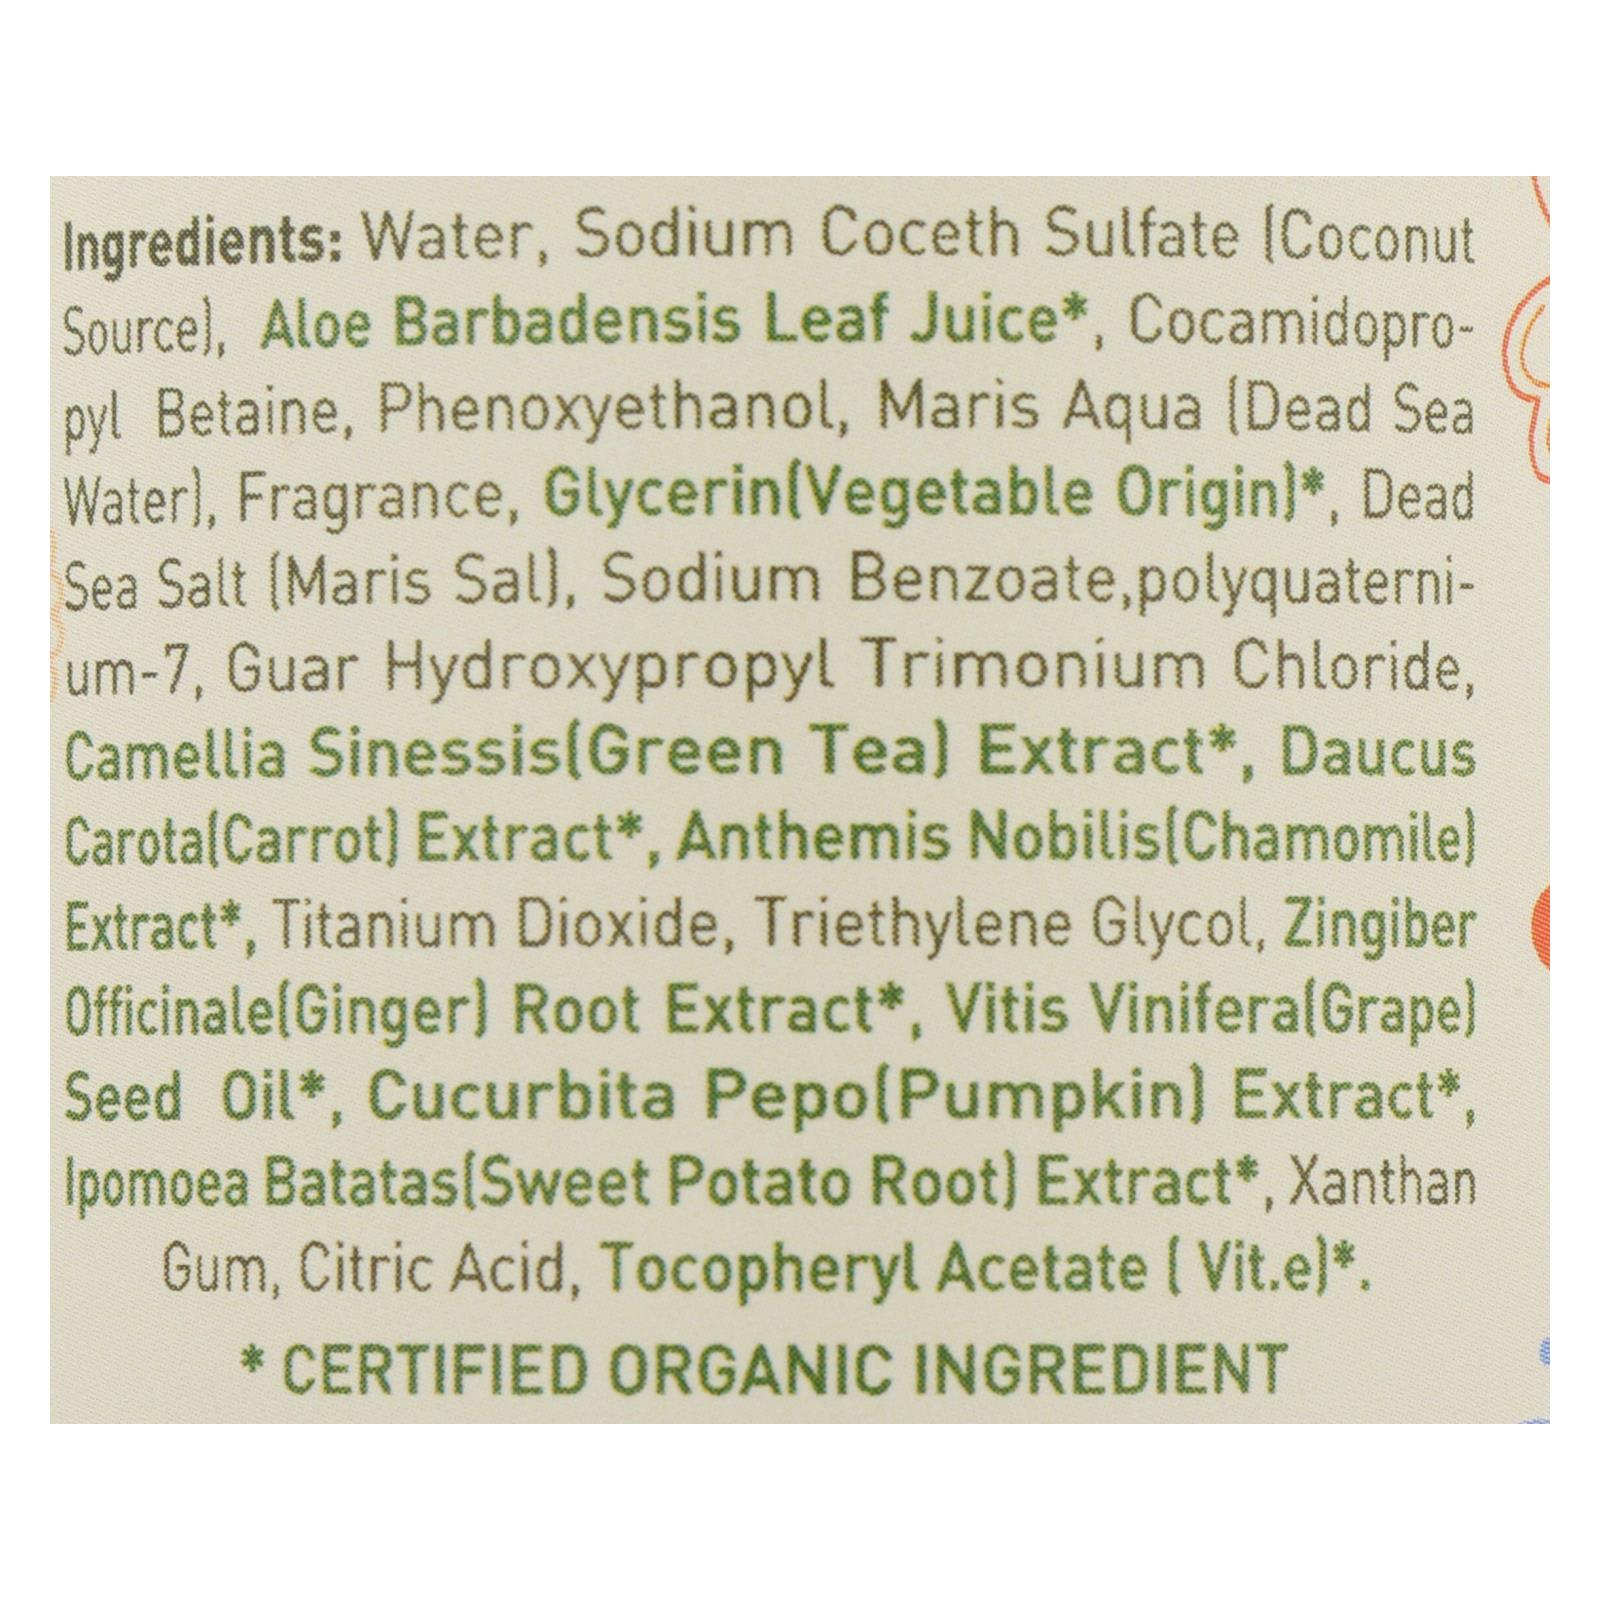 Ingredients: Water, Sodium Coceth Sulfate (Coconut
Source), Aloe Barbadensis Leaf Juice*, Cocamidopro-
pyl Betaine, Phenoxyethanol, Maris Aqua (Dead Sea
Water), Fragrance, Glycerin(Vegetable Origin)*, Dead
Sea Salt (Maris Sal), Sodium Benzoate,polyquaterni-
um-7, Guar Hydroxypropyl Trimonium Chloride,
Camellia Sinessis(Green Tea) Extract*, Daucus
Carota(Carrot) Extract*, Anthemis Nobilis(Chamomile)
Extract*, Titanium Dioxide, Triethylene Glycol, Zingiber
Officinale(Ginger) Root Extract*, Vitis Vinifera(Grape)
Seed Oil*, Cucurbita Pepo(Pumpkin) Extract*,
Ipomoea Batatas(Sweet Potato Root) Extract*, Xanthan
Gum, Citric Acid, Tocopheryl Acetate ( Vit.e)*.
* CERTIFIED ORGANIC INGREDIENT